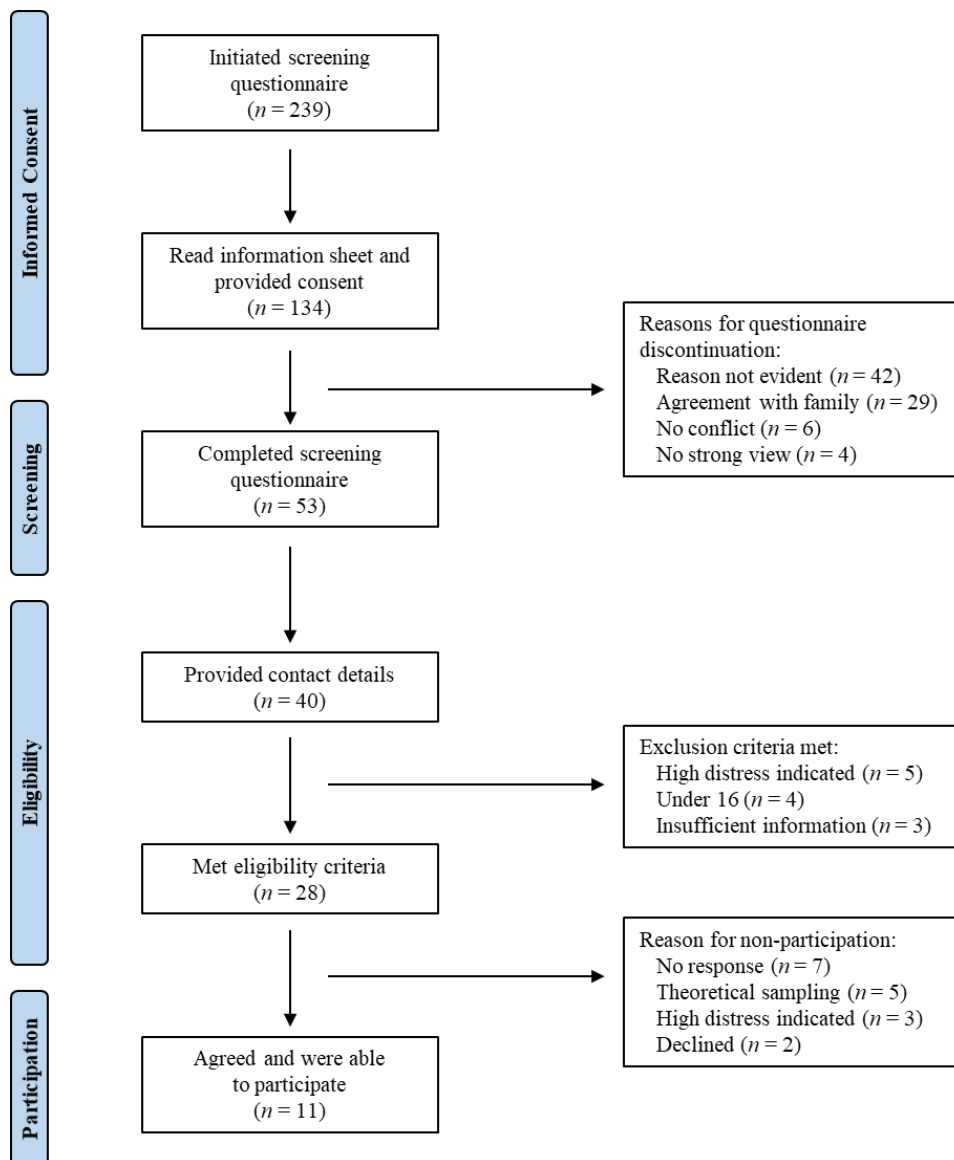 Informed Consent
Initiated screening
questionnaire
(n = 239)
Read information sheet and
provided consent
(n = 134)
Reasons for questionnaire
discontinuation:
Reason not evident (n = 42)
Agreement with family (n = 29)
No conflict (n = 6)
No strong view (n = 4)
Screening
Completed screening
questionnaire
(n = 53)
Eligibility
Provided contact details
(n = 40)
Exclusion criteria met:
High distress indicated (n = 5)
Under 16 (n = 4)
Insufficient information (n = 3)
Met eligibility criteria
(n = 28)
Reason for non-participation:
No response (n = 7)
Theoretical sampling (n = 5)
High distress indicated (n = 3)
Declined (n = 2)
Participation
Agreed and were able
to participate
(n = 11)